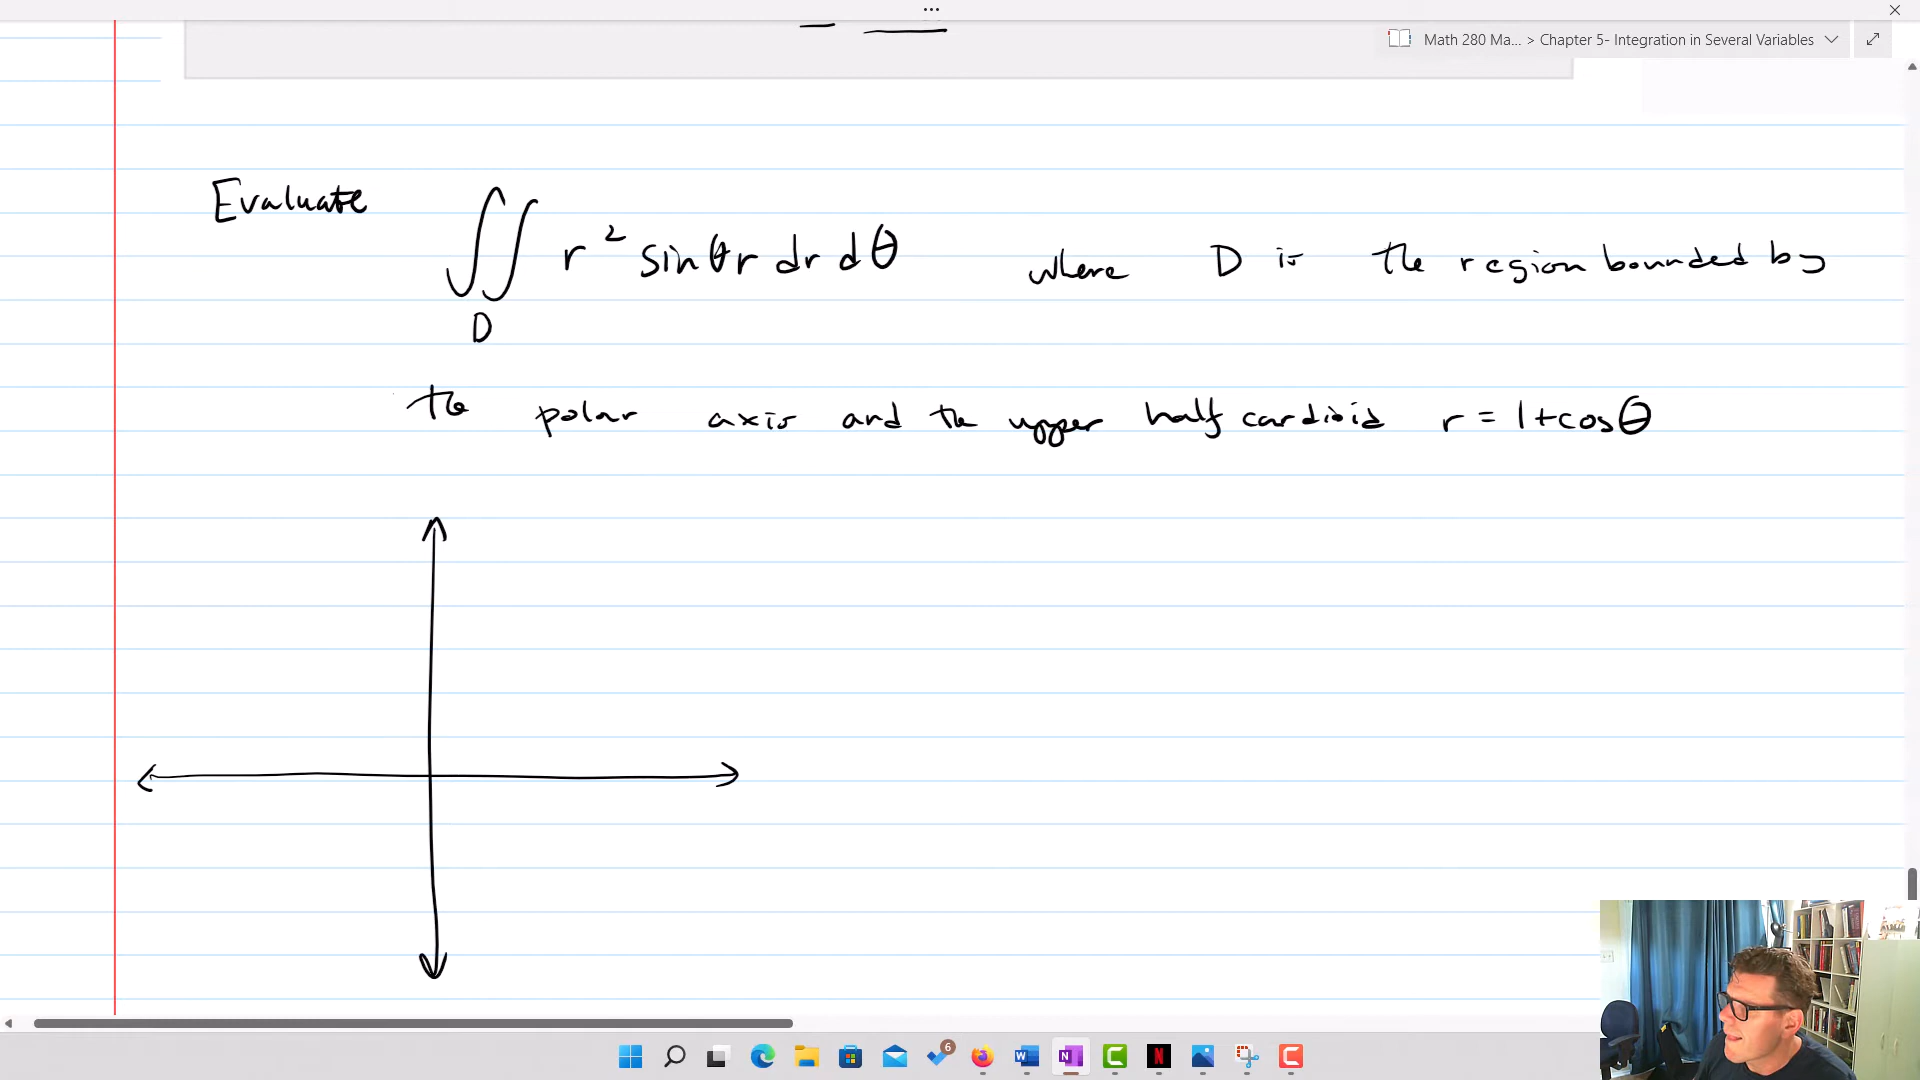 Math 280 Ma... > Chapter 5- Integration in Several Variables
Evaluate ∬ r² sinθ r dr dθ where D is the region bounded by
D
the polar axis and the upper half cardioid r = 1+cosθ
6